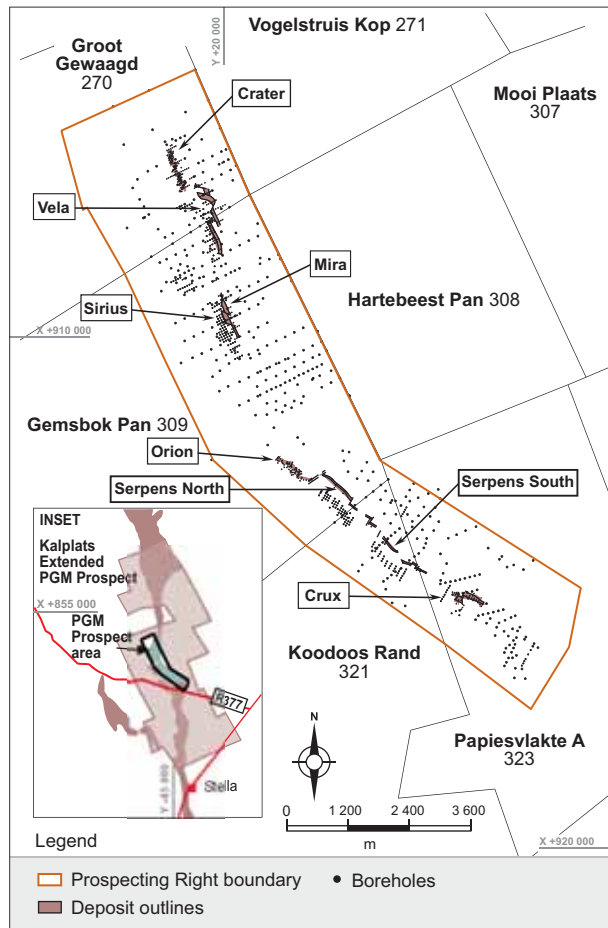 Vogelstruis Kop 271
Y +20 000
Groot
Gewaagd
270
Mooi Plaats
307
Crater
Vela
Mira
Hartebeest Pan 308
Sirius
X +910 000
Gemsbok Pan 309
Orion
Serpens North
Serpens South
INSET
Kalplats
Extended
PGM Prospect
X +855 000
PGM
Prospect
area
R377
Y -45 000
Stella
Crux
Koodoos Rand
321
N
Papiesvlakte A
323
0 1 200 2 400 3 600
m
X +920 000
Legend
Prospecting Right boundary
Boreholes
Deposit outlines